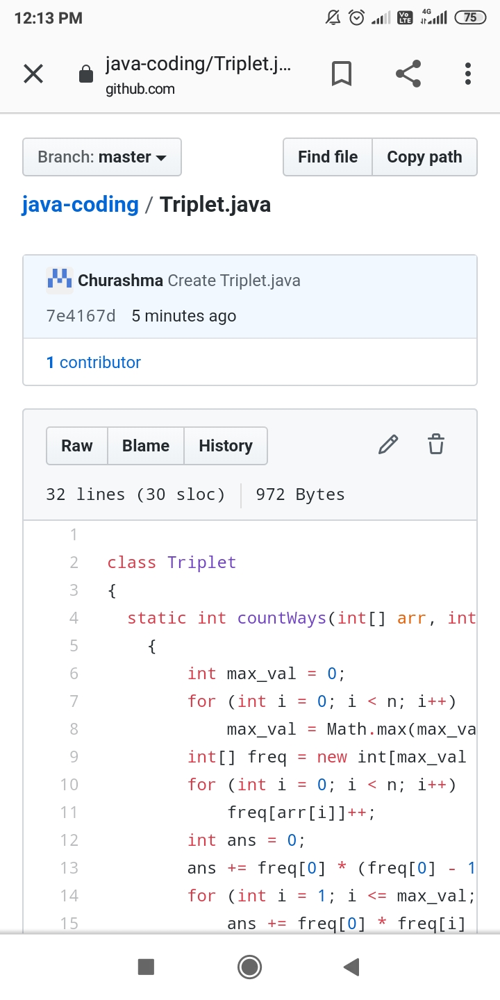 12:13 PM Vo LTE 4G 75
java-coding/Triplet.j...
github.com
Branch: master Find file Copy path
java-coding / Triplet.java
Churashma Create Triplet.java
7e4167d 5 minutes ago
1 contributor
Raw Blame History
32 lines (30 sloc) 972 Bytes
1
2 class Triplet
3 {
4 static int countWays(int[] arr, int
5 {
6 int max_val = 0;
7 for (int i = 0; i < n; i++)
8 max_val = Math.max(max_va
9 int[] freq = new int[max_val
10 for (int i = 0; i < n; i++)
11 freq[arr[i]]++;
12 int ans = 0;
13 ans += freq[0] * (freq[0] - 1
14 for (int i = 1; i <= max_val;
15 ans += freq[0] * freq[i]